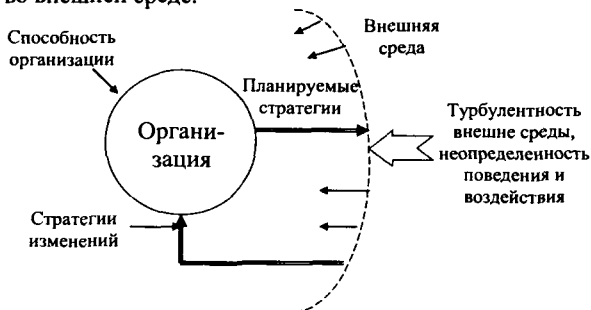 во внешней среде.
Способность
организации
Внешняя
среда
Планируемые
стратегии
Органи-
зация
Турбулентность
внешне среды,
неопределенность
поведения и
воздействия
Стратегии
изменений